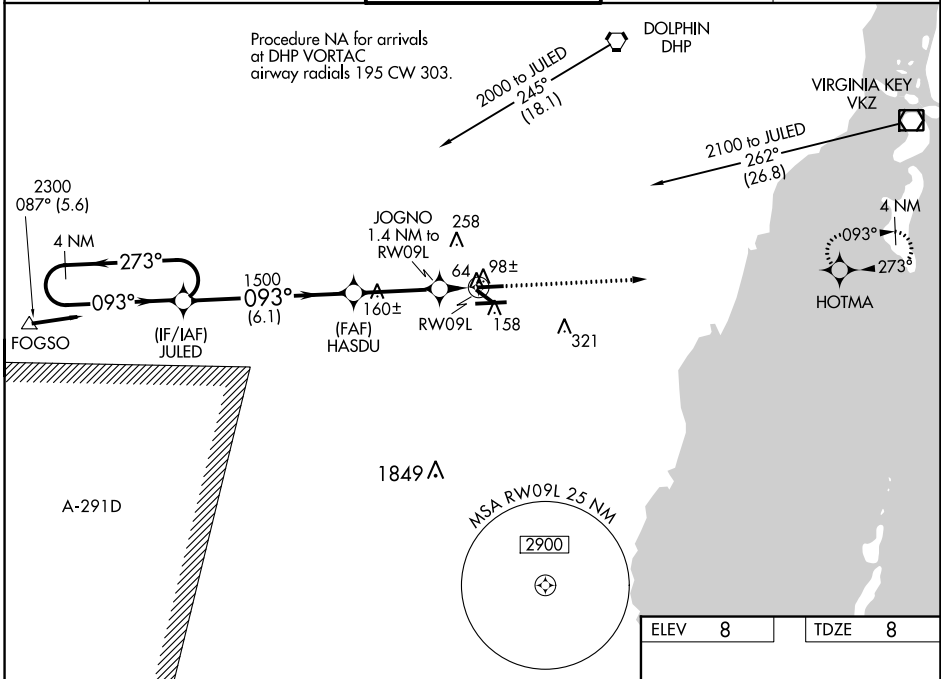 Procedure NA for arrivals
at DHP VORTAC
airway radials 195 CW 303.
DOLPHIN
DHP
2000 to JULED
245°
(18.1)
VIRGINIA KEY
VKZ
2100 to JULED
262°
(26.8)
2300
087° (5.6)
4 NM
273°
093°
FOGSO
(IF/IAF)
JULED
1500
093°
(6.1)
(FAF)
HASDU
160±
JOGNO
1.4 NM to
RW09L
258
64
98±
RW09L
158
321
4 NM
093°
273°
HOTMA
A-291D
1849
MSA RW09L 25 NM
2900
ELEV 8
TDZE 8